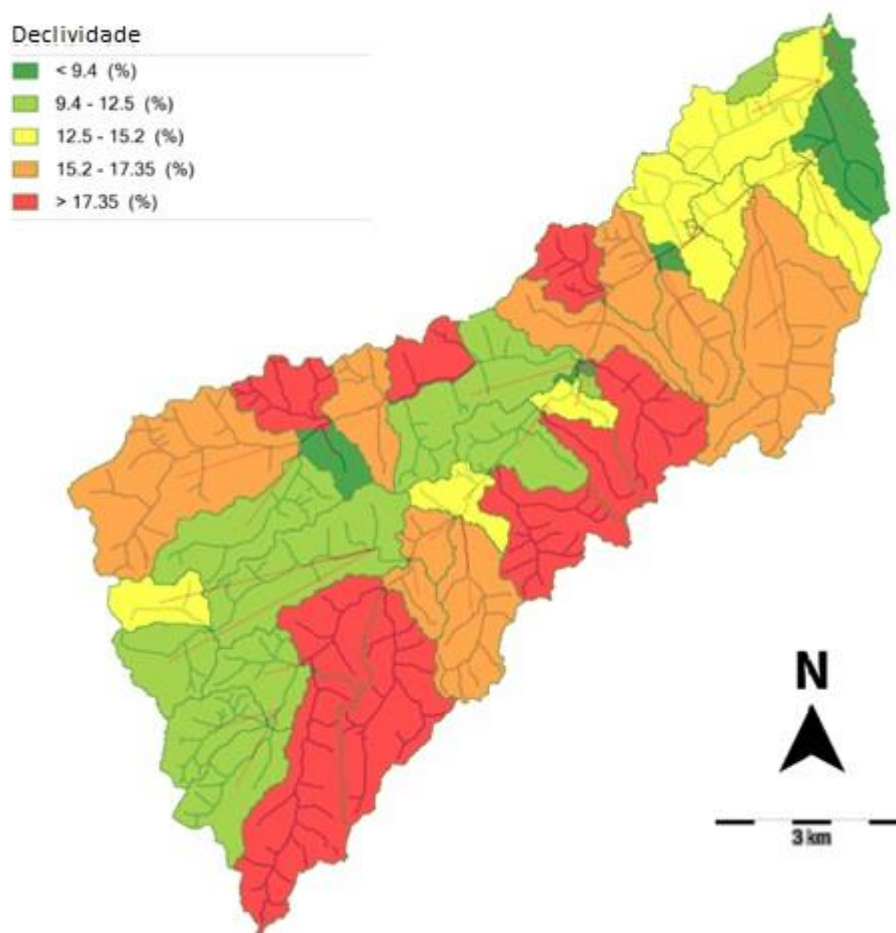 Declividade
< 9.4 (%)
9.4 - 12.5 (%)
12.5 - 15.2 (%)
15.2 - 17.35 (%)
> 17.35 (%)
N
3 km